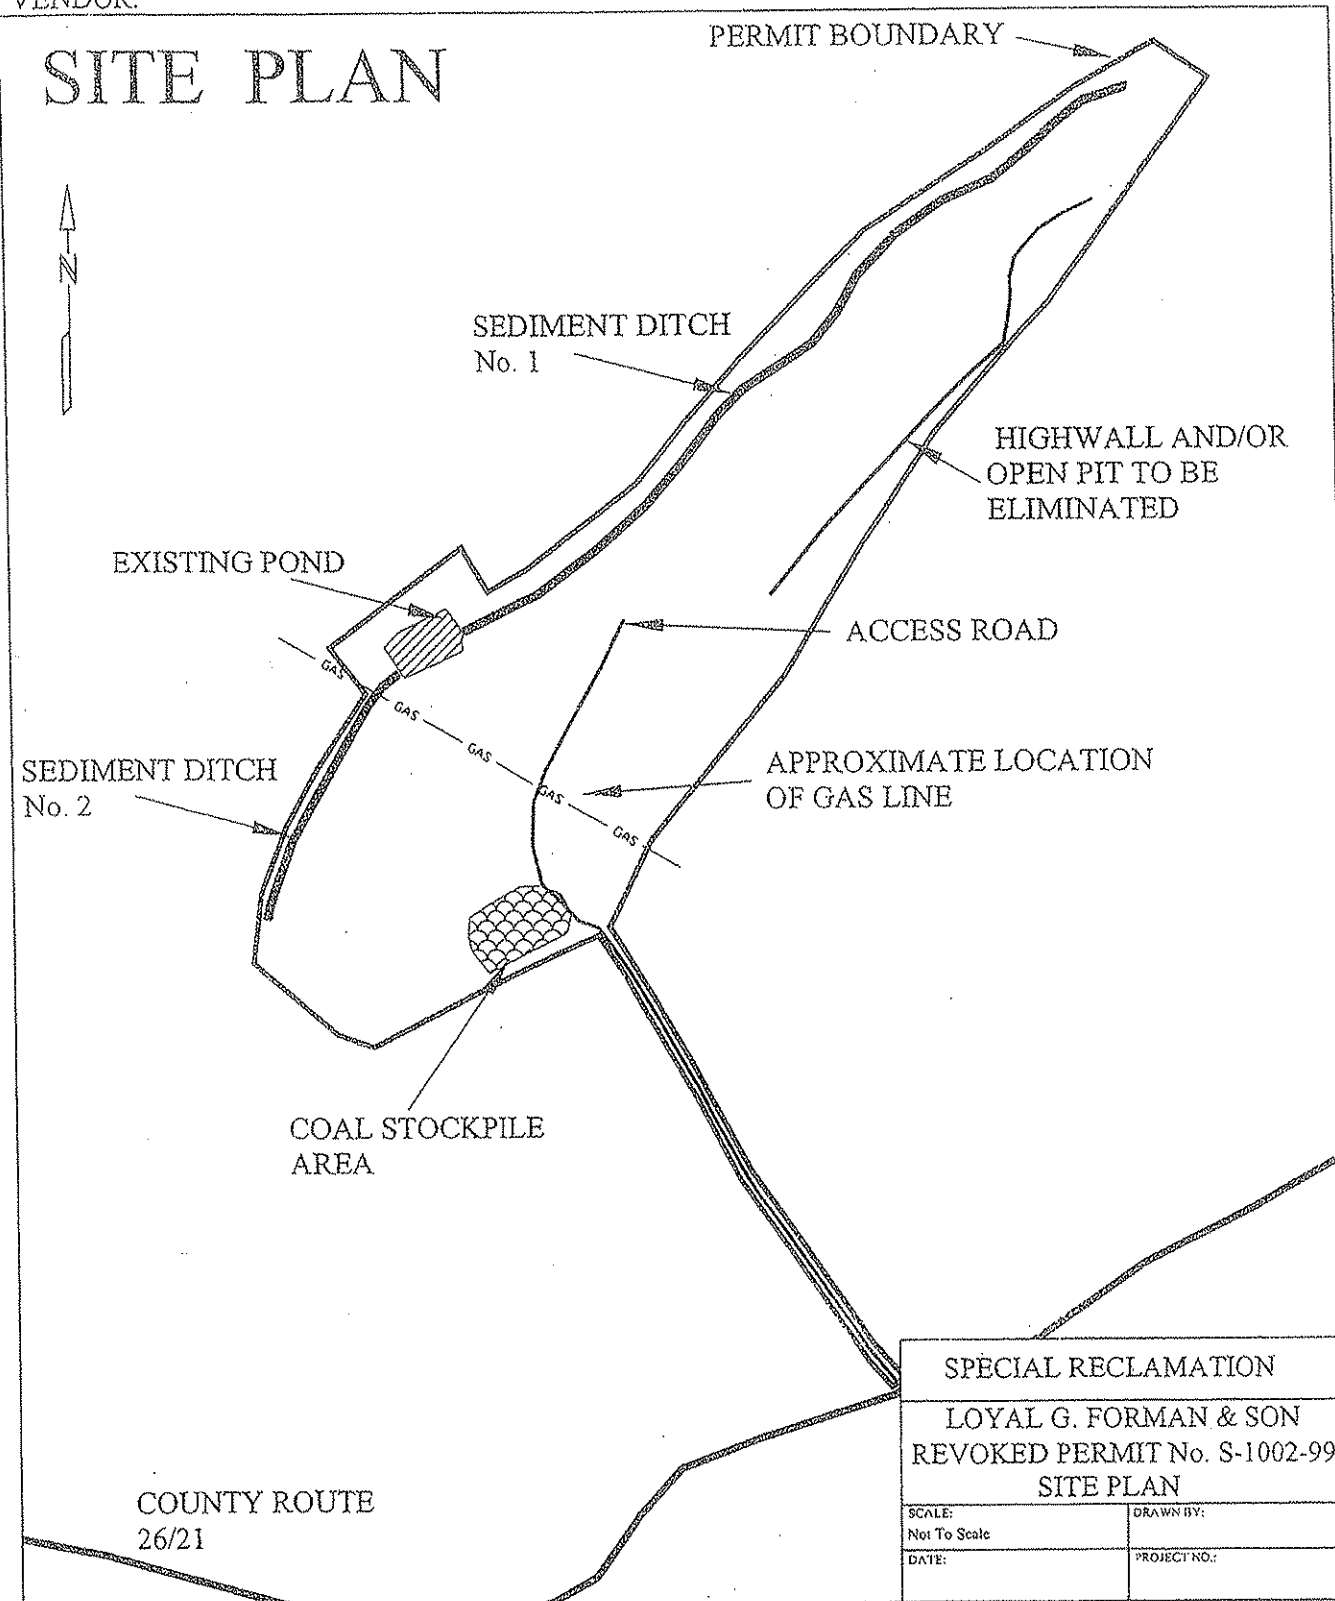 VENDOR:
SITE PLAN
PERMIT BOUNDARY
N
SEDIMENT DITCH
No. 1
HIGHWALL AND/OR
OPEN PIT TO BE
ELIMINATED
EXISTING POND
ACCESS ROAD
GAS
GAS
GAS
GAS
GAS
SEDIMENT DITCH
No. 2
APPROXIMATE LOCATION
OF GAS LINE
COAL STOCKPILE
AREA
COUNTY ROUTE
26/21
SPECIAL RECLAMATION
LOYAL G. FORMAN & SON
REVOKED PERMIT No. S-1002-99
SITE PLAN
SCALE:
Not To Scale
DRAWN BY:
DATE:
PROJECT NO.: